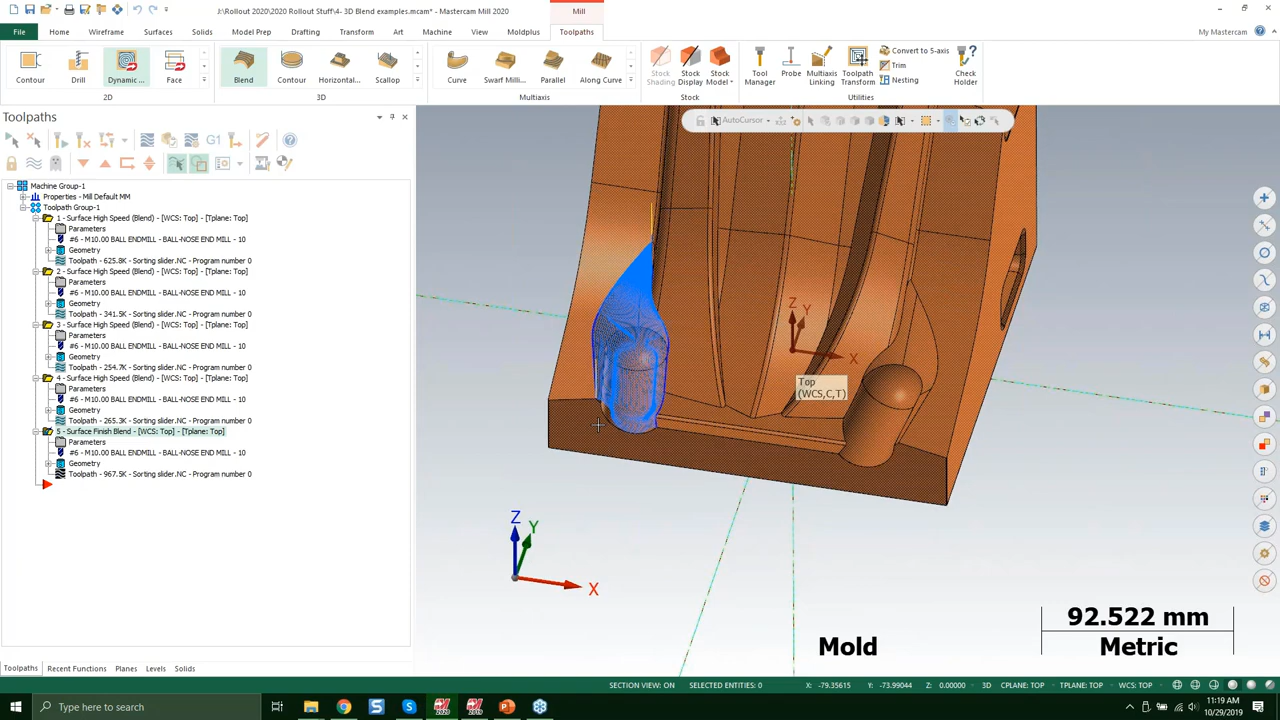 J:\Rollout 2020\2020 Rollout Stuff\4- 3D Blend examples.mcam* - Mastercam Mill 2020
Mill
File
Home
Wireframe
Surfaces
Solids
Model Prep
Drafting
Transform
Art
Machine
View
Moldplus
Toolpaths
My Mastercam
Contour
Drill
Dynamic ...
Face
Blend
Contour
Horizontal...
Scallop
Curve
Swarf Milli...
Parallel
Along Curve
Stock Shading
Stock Display
Stock Model
Tool Manager
Probe
Multiaxis Linking
Toolpath Transform
Convert to 5-axis
Trim
Nesting
Check Holder
2D
3D
Multiaxis
Stock
Utilities
Toolpaths
G1
AutoCursor
Machine Group-1
Properties - Mill Default MM
Toolpath Group-1
1 - Surface High Speed (Blend) - [WCS: Top] - [Tplane: Top]
Parameters
#6 - M10.00 BALL ENDMILL - BALL-NOSE END MILL - 10
Geometry
Toolpath - 625.8K - Sorting slider.NC - Program number 0
2 - Surface High Speed (Blend) - [WCS: Top] - [Tplane: Top]
Parameters
#6 - M10.00 BALL ENDMILL - BALL-NOSE END MILL - 10
Geometry
Toolpath - 341.5K - Sorting slider.NC - Program number 0
3 - Surface High Speed (Blend) - [WCS: Top] - [Tplane: Top]
Parameters
#6 - M10.00 BALL ENDMILL - BALL-NOSE END MILL - 10
Geometry
Toolpath - 254.7K - Sorting slider.NC - Program number 0
4 - Surface High Speed (Blend) - [WCS: Top] - [Tplane: Top]
Parameters
#6 - M10.00 BALL ENDMILL - BALL-NOSE END MILL - 10
Geometry
Toolpath - 265.3K - Sorting slider.NC - Program number 0
5 - Surface Finish Blend - [WCS: Top] - [Tplane: Top]
Parameters
#6 - M10.00 BALL ENDMILL - BALL-NOSE END MILL - 10
Geometry
Toolpath - 967.5K - Sorting slider.NC - Program number 0
Z
Y
X
Top
(WCS,C,T)
Z
Y
X
92.522 mm
Mold
Metric
Toolpaths
Recent Functions
Planes
Levels
Solids
SECTION VIEW: ON
SELECTED ENTITIES: 0
X: -79.35615
Y: -73.99044
Z: 0.00000
3D
CPLANE: TOP
TPLANE: TOP
WCS: TOP
Type here to search
11:19 AM
10/29/2019